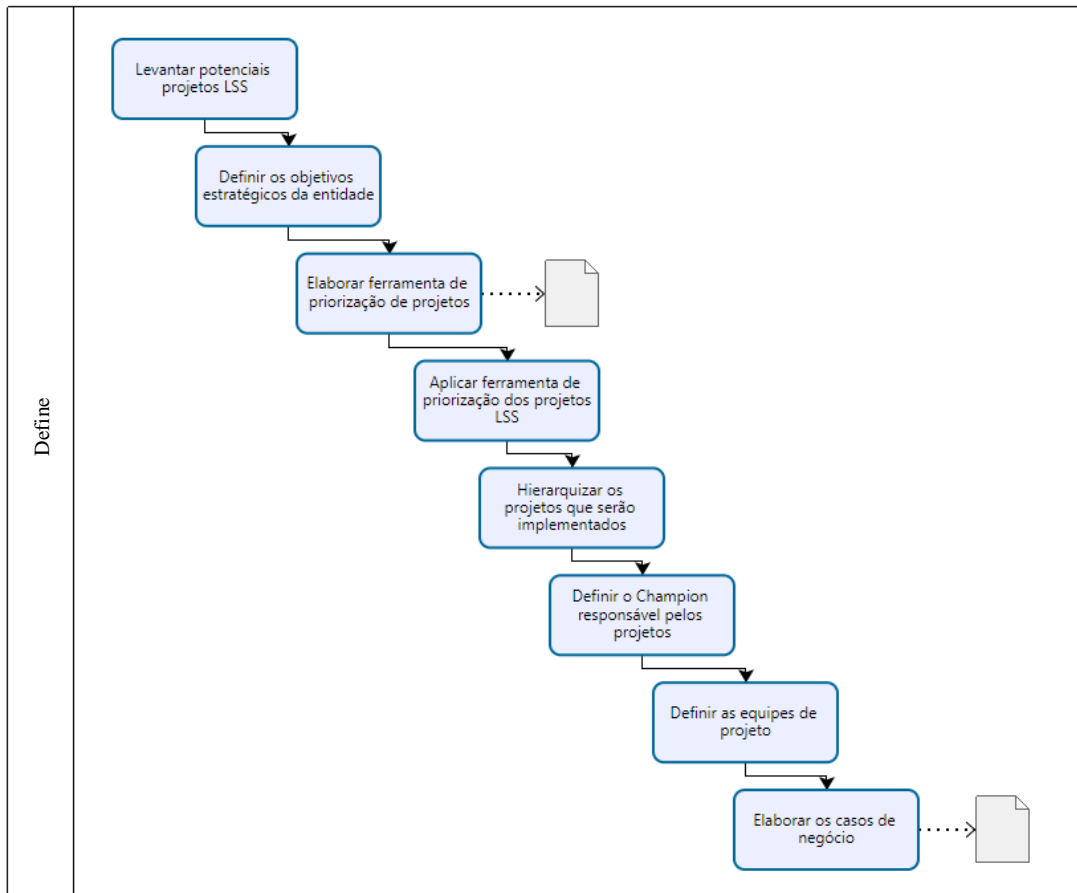 Define
Levantar potenciais
projetos LSS
Definir os objetivos
estratégicos da entidade
Elaborar ferramenta de
priorização de projetos
Aplicar ferramenta de
priorização dos projetos
LSS
Hierarquizar os
projetos que serão
implementados
Definir o Champion
responsável pelos
projetos
Definir as equipes de
projeto
Elaborar os casos de
negócio